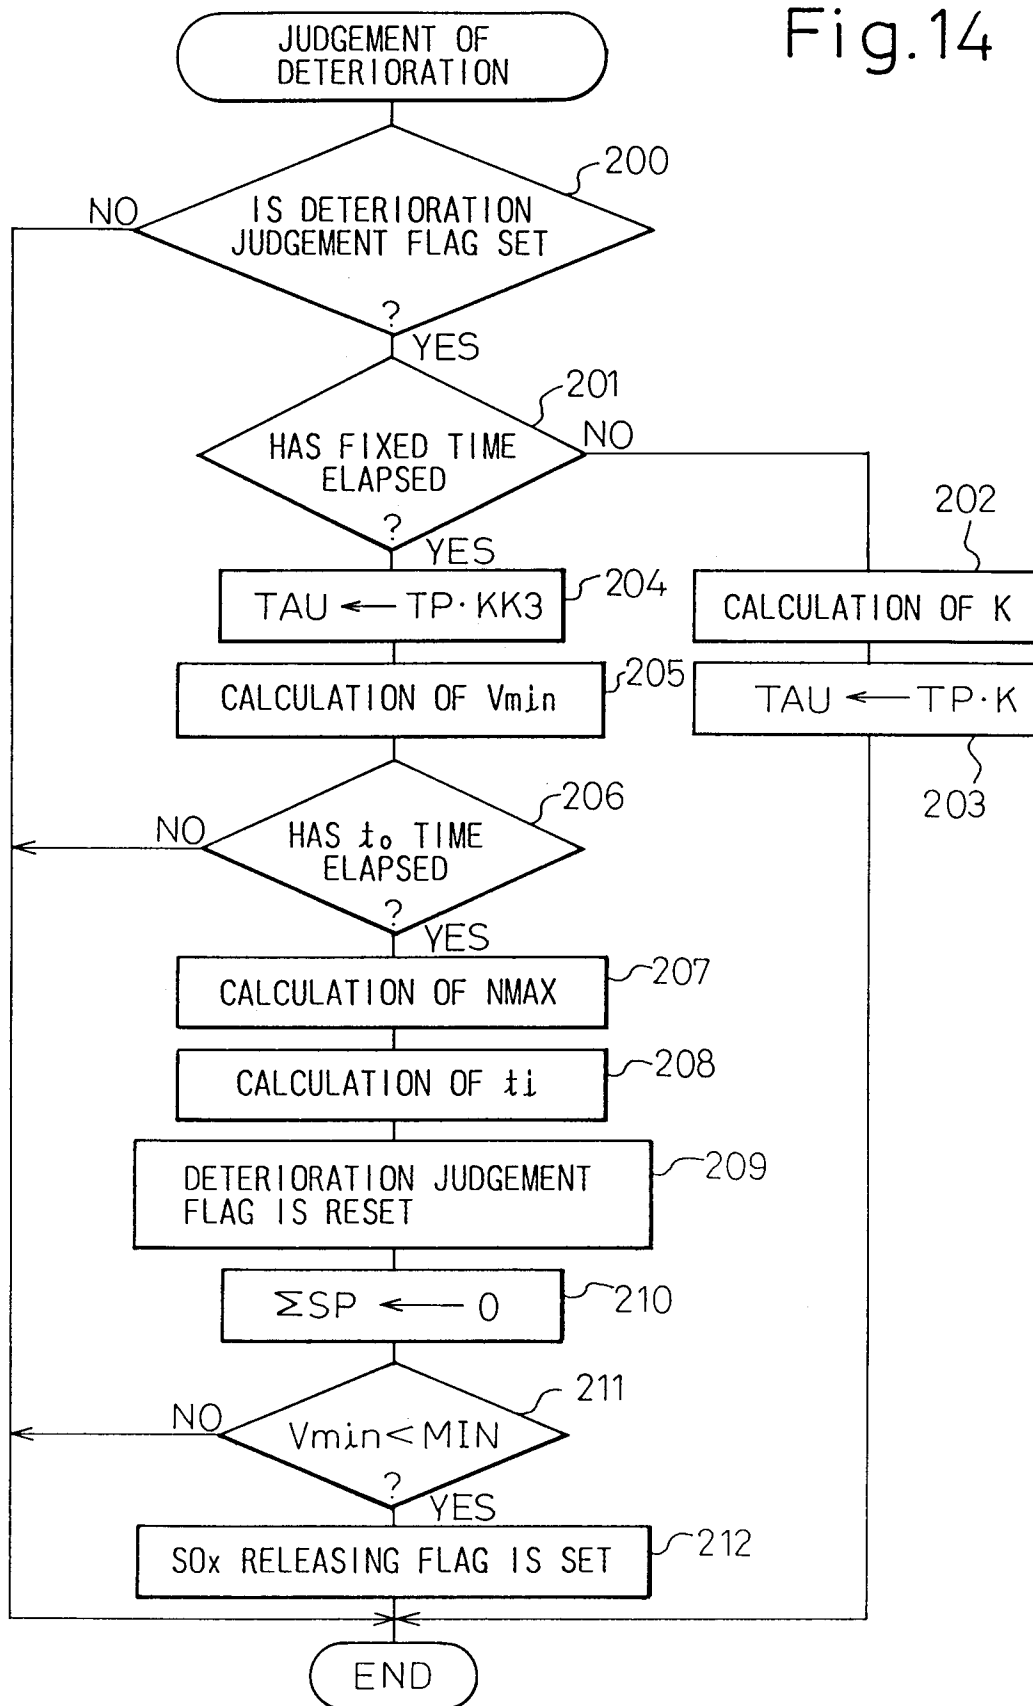 Fig.14
JUDGEMENT OF
DETERIORATION
200
NO
IS DETERIORATION
JUDGEMENT FLAG SET
?
YES
201
HAS FIXED TIME
ELAPSED
?
NO
YES
202
CALCULATION OF K
204
TAU ← TP·KK3
205
CALCULATION OF Vmin
TAU ← TP·K
203
206
NO
HAS to TIME
ELAPSED
?
YES
207
CALCULATION OF NMAX
208
CALCULATION OF ti
209
DETERIORATION JUDGEMENT
FLAG IS RESET
210
ΣSP ← 0
211
NO
Vmin < MIN
?
YES
212
SOx RELEASING FLAG IS SET
END